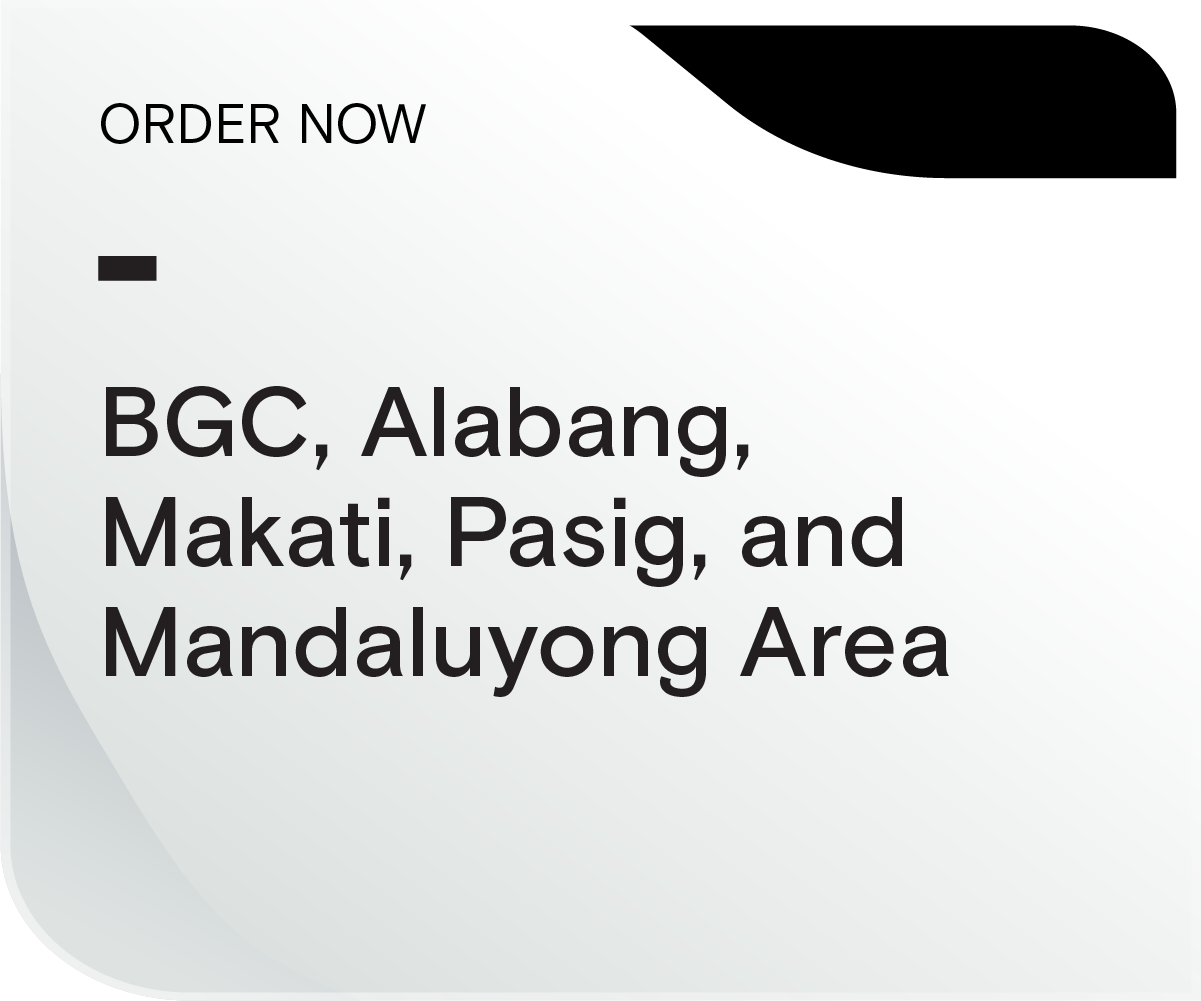 ORDER NOW
BGC, Alabang,
Makati, Pasig, and
Mandaluyong Area